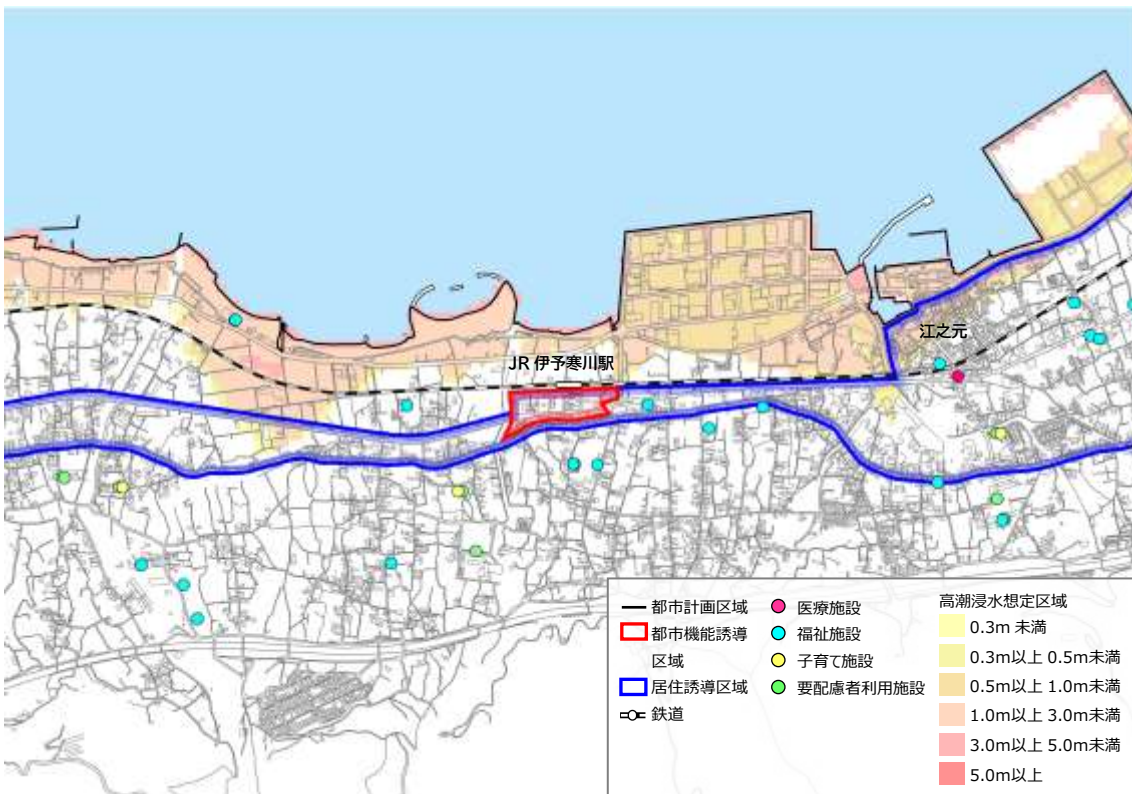 江之元
JR 伊予寒川駅
都市計画区域
都市機能誘導
区域
居住誘導区域
鉄道
医療施設
福祉施設
子育て施設
要配慮者利用施設
高潮浸水想定区域
0.3m 未満
0.3m以上 0.5m未満
0.5m以上 1.0m未満
1.0m以上 3.0m未満
3.0m以上 5.0m未満
5.0m以上